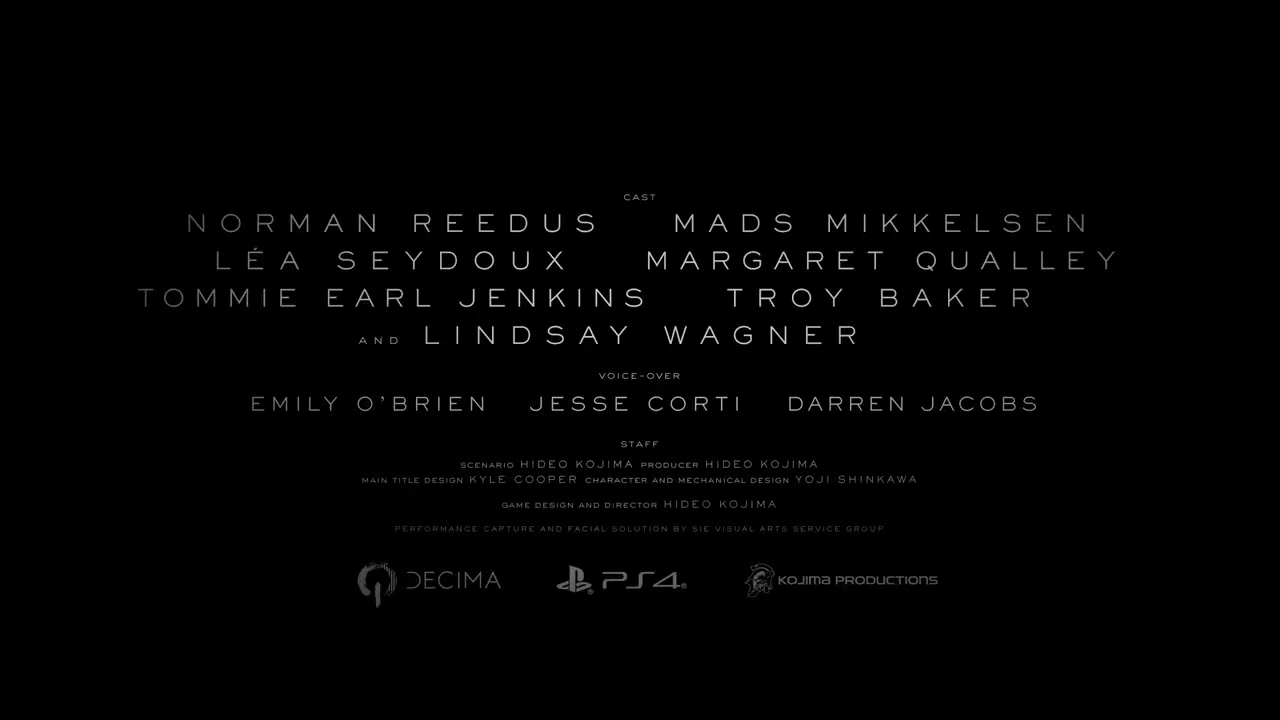 CAST
NORMAN REEDUS MADS MIKKELSEN
LÉA SEYDOUX MARGARET QUALLEY
TOMMIE EARL JENKINS TROY BAKER
AND LINDSAY WAGNER
VOICE-OVER
EMILY O'BRIEN JESSE CORTI DARREN JACOBS
STAFF
SCENARIO HIDEO KOJIMA PRODUCER HIDEO KOJIMA
MAIN TITLE DESIGN KYLE COOPER CHARACTER AND MECHANICAL DESIGN YOJI SHINKAWA
GAME DESIGN AND DIRECTOR HIDEO KOJIMA
PERFORMANCE CAPTURE AND FACIAL SOLUTION BY SIE VISUAL ARTS SERVICE GROUP
DECIMA PS4® KOJIMA PRODUCTIONS